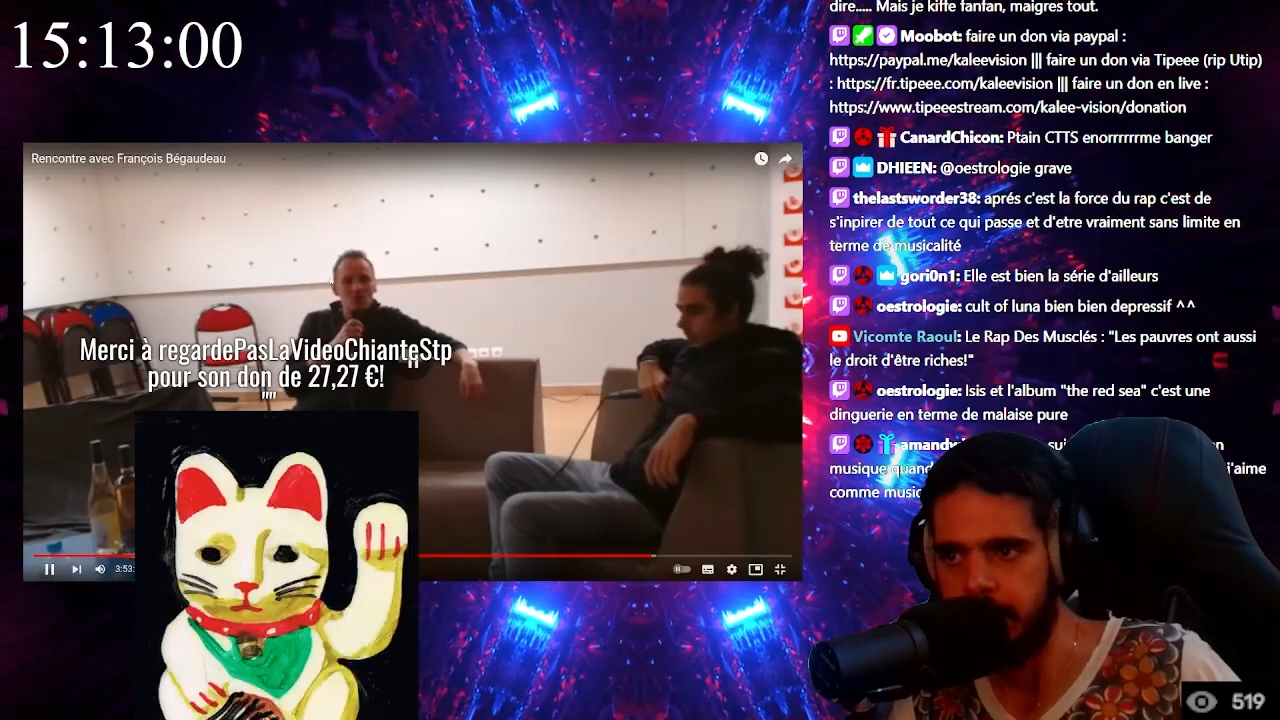 15:13:00
Rencontre avec François Bégaudeau
Merci à regardePasLaVideoChianteStp
pour son don de 27,27 €!
""
3:53:
dire..... Mais je kiffe fanfan, maigres tout.
Moobot: faire un don via paypal :
https://paypal.me/kaleevision ||| faire un don via Tipeee (rip Utip)
: https://fr.tipeee.com/kaleevision ||| faire un don en live :
https://www.tipeeestream.com/kalee-vision/donation
CanardChicon: Ptain CTTS enorrrrrrme banger
DHIEEN: @oestrologie grave
thelastsworder38: aprés c'est la force du rap c'est de
s'inpirer de tout ce qui passe et d'etre vraiment sans limite en
terme de musicalité
gori0n1: Elle est bien la série d'ailleurs
oestrologie: cult of luna bien bien depressif ^^
Vicomte Raoul: Le Rap Des Musclés : "Les pauvres ont aussi
le droit d'être riches!"
oestrologie: Isis et l'album "the red sea" c'est une
dinguerie en terme de malaise pure
musique j'aime
comme
519